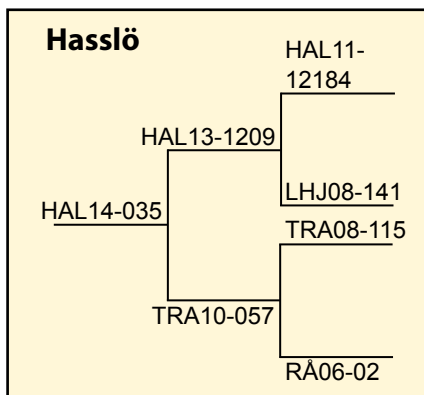 Hasslö
HAL11-
12184
HAL13-1209
LHJ08-141
HAL14-035
TRA08-115
TRA10-057
RÅ06-02